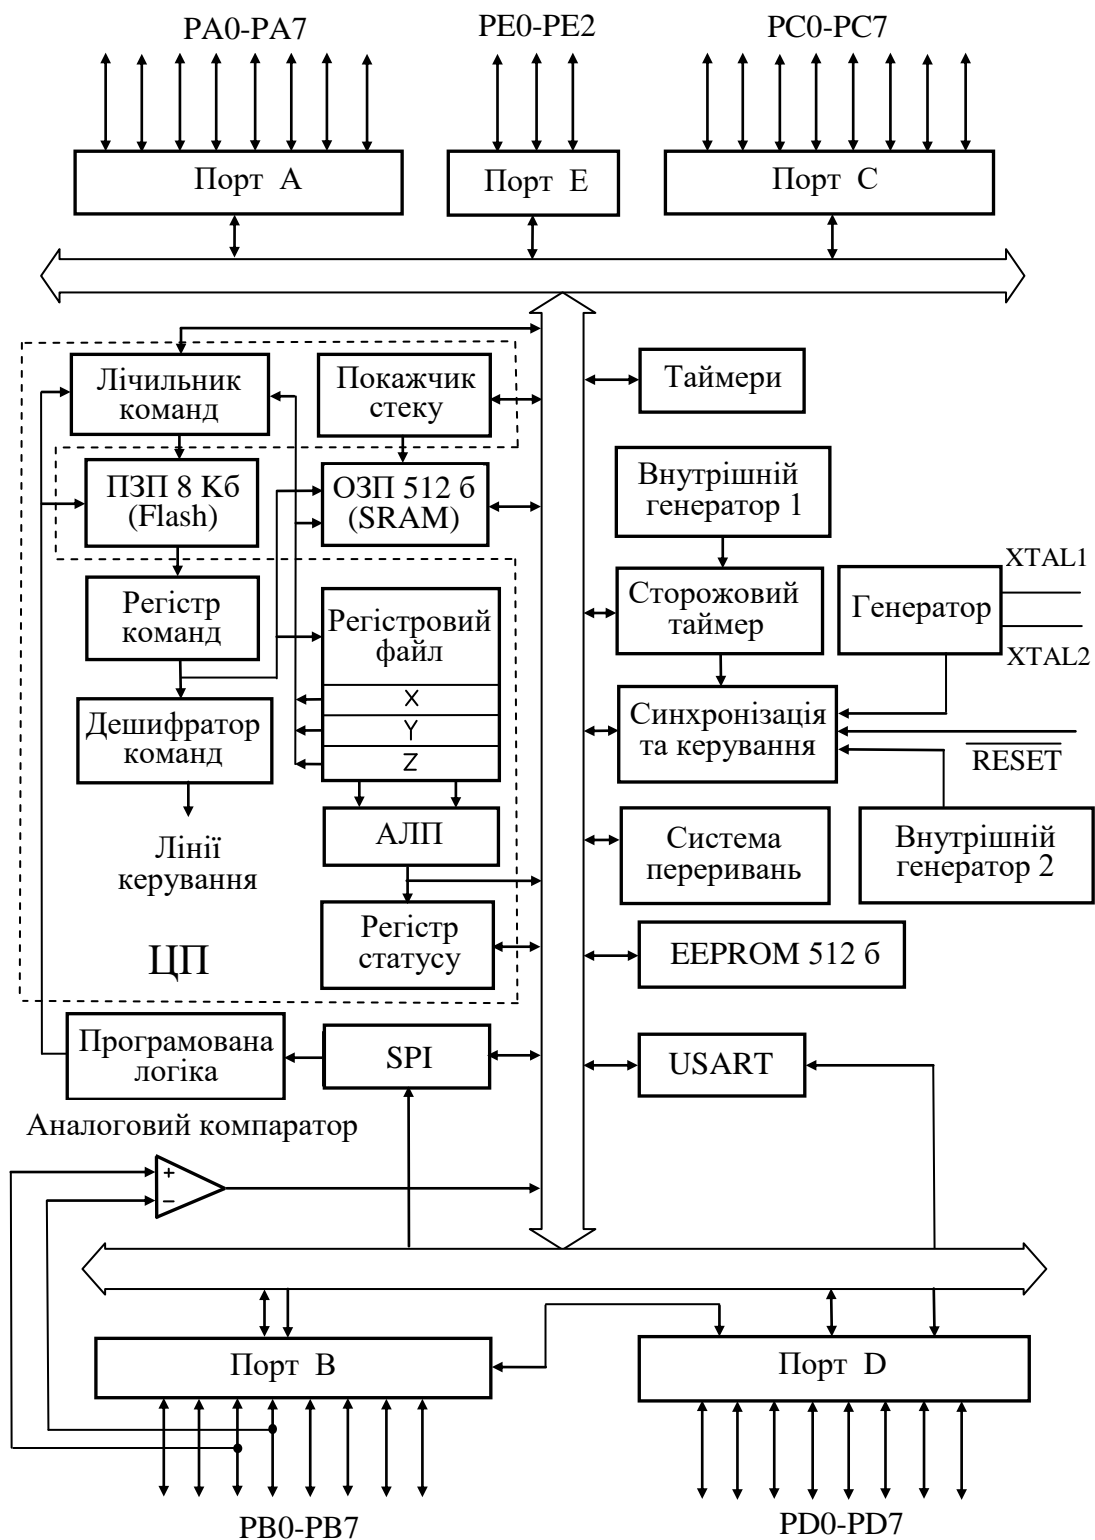 PA0-PA7
PE0-PE2
PC0-PC7
Порт А
Порт Е
Порт С
Лічильник
команд
Покажчик
стеку
Таймери
ПЗП 8 Кб
(Flash)
ОЗП 512 б
(SRAM)
Внутрішній
генератор 1
Регістр
команд
Регістровий
файл
X
Y
Z
Сторожовий
таймер
Генератор
XTAL1
XTAL2
Дешифратор
команд
Синхронізація
та керування
RESET
Лінії
керування
АЛП
Система
переривань
Внутрішній
генератор 2
Регістр
статусу
ЦП
EEPROM 512 б
Програмована
логіка
SPI
USART
Аналоговий компаратор
+
−
Порт В
Порт D
PB0-PB7
PD0-PD7